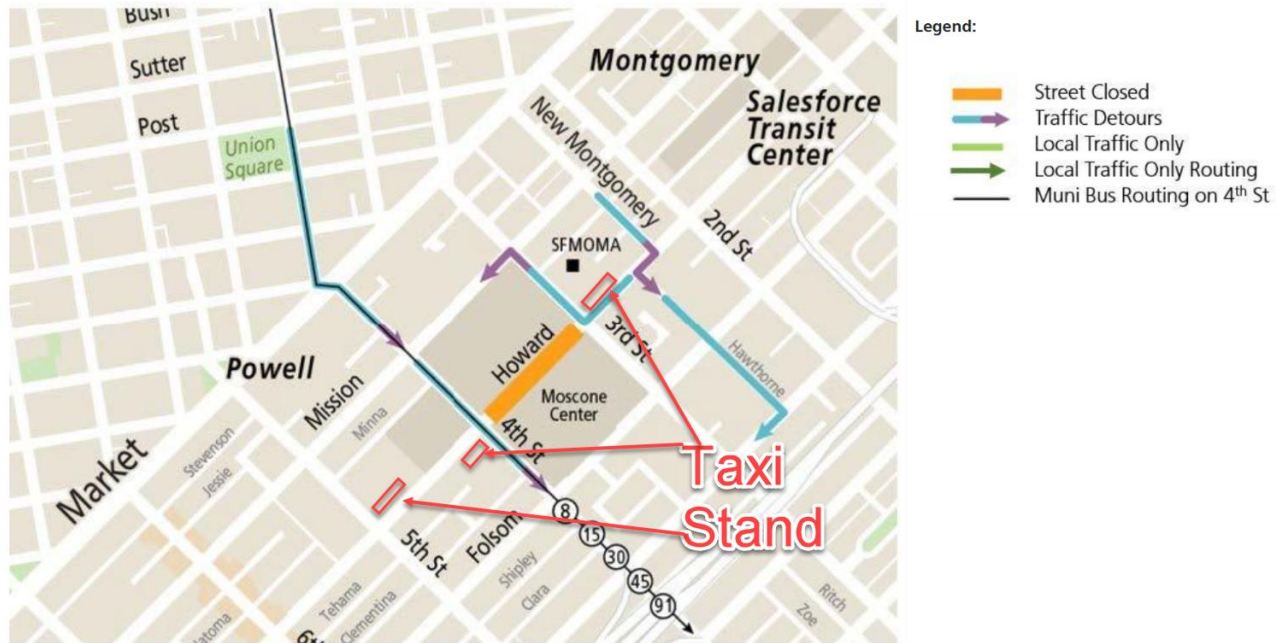 Bush
Sutter
Post
Union
Square
Montgomery
Salesforce
Transit
Center
New Montgomery
2nd St
SFMOMA
3rd St
Hawthorne
Howard
Moscone
Center
Powell
Mission
Minna
4th St
Market
Stevenson
Jessie
5th St
Folsom
Tehama
Clementina
Shipley
Clara
Ritch
Zoe
8
15
30
45
91
Taxi
Stand
Legend:
Street Closed
Traffic Detours
Local Traffic Only
Local Traffic Only Routing
Muni Bus Routing on 4th St